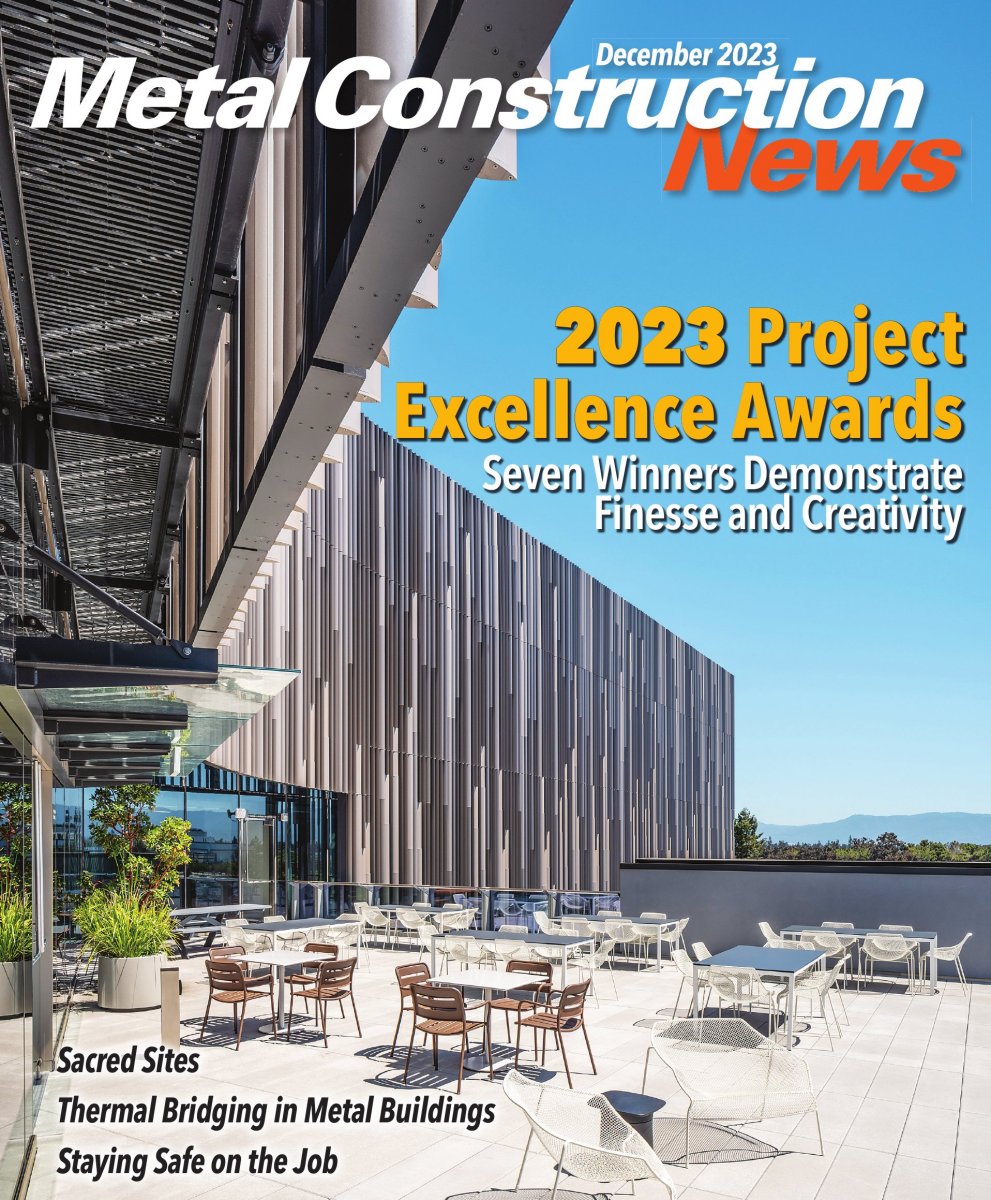 December 2023
Metal Construction
News
2023 Project
Excellence Awards
Seven Winners Demonstrate
Finesse and Creativity
Sacred Sites
Thermal Bridging in Metal Buildings
Staying Safe on the Job